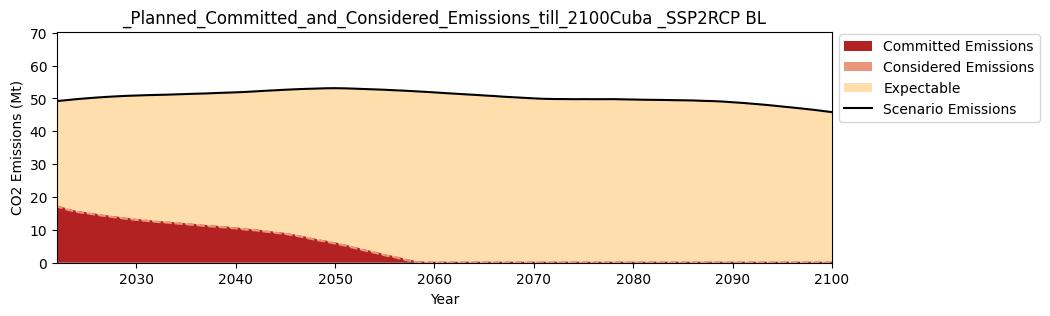 _Planned_Committed_and_Considered_Emissions_till_2100Cuba _SSP2RCP BL
70
60
50
40
30
20
10
0
CO2 Emissions (Mt)
2030 2040 2050 2060 2070 2080 2090 2100
Year
Committed Emissions
Considered Emissions
Expectable
Scenario Emissions